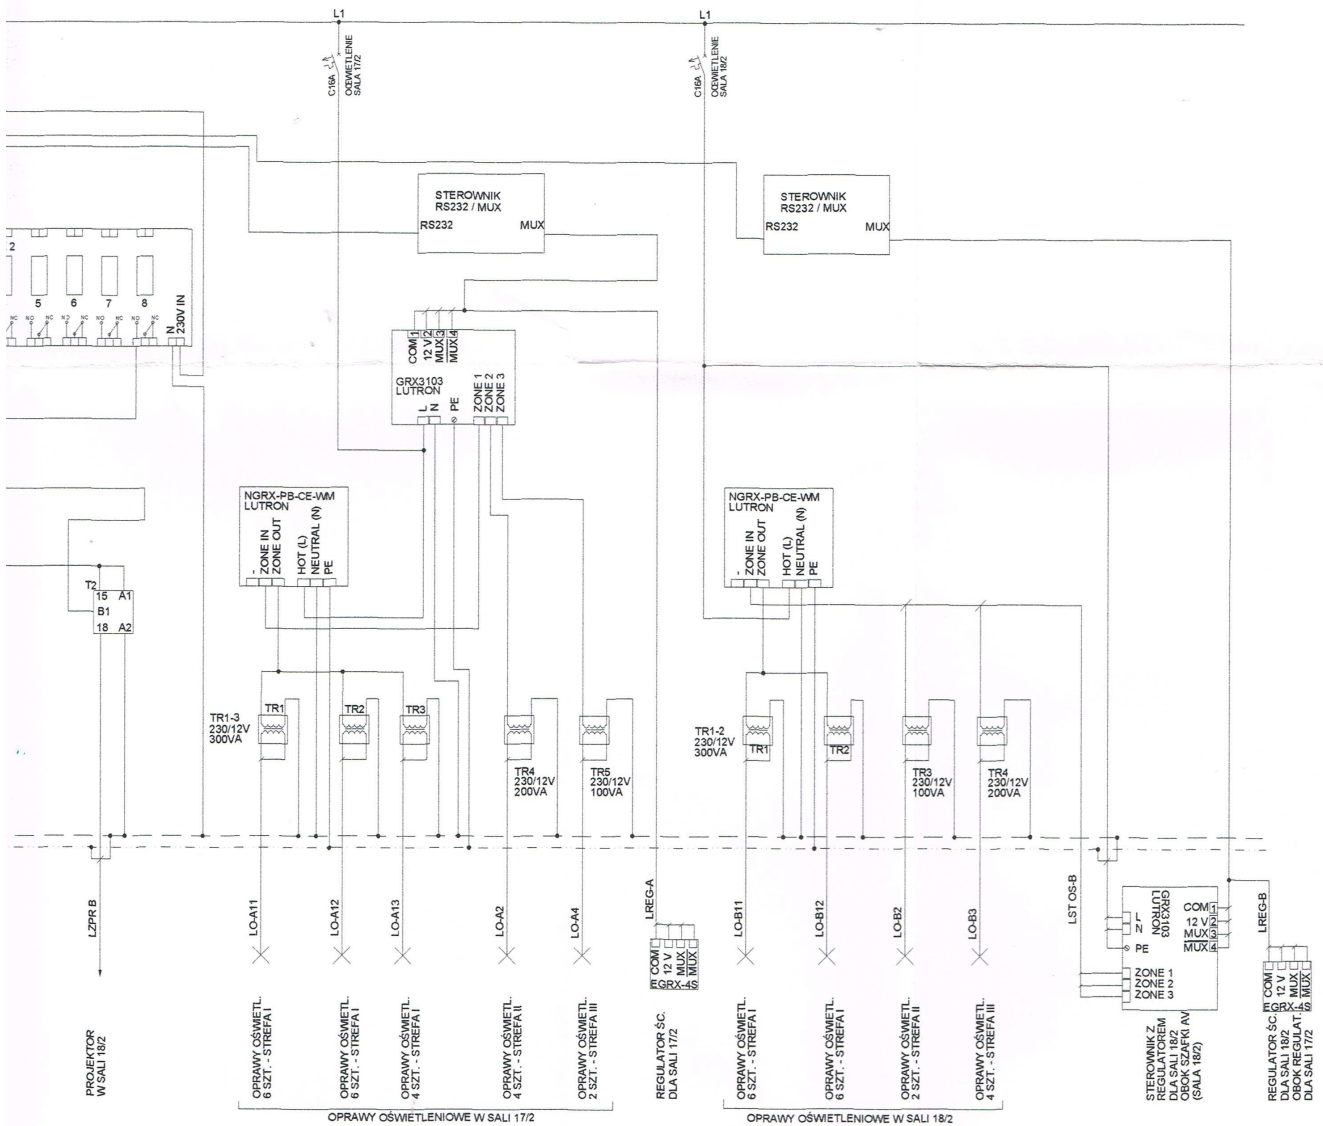 L1
C16A
OŒWIETLENIE
SALA 17/2
L1
C16A
OŒWIETLENIE
SALA 18/2
STEROWNIK
RS232 / MUX
RS232
MUX
STEROWNIK
RS232 / MUX
RS232
MUX
2
5
6
7
8
NC
NO
NC
NO
NC
NO
NC
NO
NC
N
230V IN
COM 1
12 V 2
MUX 3
MUX 4
GRX3103
LUTRON
L
N
PE
ZONE 1
ZONE 2
ZONE 3
NGRX-PB-CE-WM
LUTRON
-
ZONE IN
ZONE OUT
HOT (L)
NEUTRAL (N)
PE
NGRX-PB-CE-WM
LUTRON
-
ZONE IN
ZONE OUT
HOT (L)
NEUTRAL (N)
PE
T2
15 A1
B1
18 A2
TR1-3
230/12V
300VA
TR1
TR2
TR3
TR4
230/12V
200VA
TR5
230/12V
100VA
TR1-2
230/12V
300VA
TR1
TR2
TR3
230/12V
100VA
TR4
230/12V
200VA
LZPR B
LO-A11
LO-A12
LO-A13
LO-A2
LO-A4
LREG-A
LO-B11
LO-B12
LO-B2
LO-B3
LST OS-B
LREG-B
COM
12 V
MUX
MUX
EGRX-4S
GRX3103
LUTRON
L
N
PE
COM 1
12 V 2
MUX 3
MUX 4
ZONE 1
ZONE 2
ZONE 3
COM
12 V
MUX
MUX
EGRX-4S
PROJEKTOR
W SALI 18/2
OPRAWY OŚWIETL.
6 SZT. - STREFA I
OPRAWY OŚWIETL.
6 SZT. - STREFA I
OPRAWY OŚWIETL.
4 SZT. - STREFA I
OPRAWY OŚWIETL.
4 SZT. - STREFA II
OPRAWY OŚWIETL.
2 SZT. - STREFA III
REGULATOR ŚC.
DLA SALI 17/2
OPRAWY OŚWIETL.
6 SZT. - STREFA I
OPRAWY OŚWIETL.
6 SZT. - STREFA I
OPRAWY OŚWIETL.
2 SZT. - STREFA II
OPRAWY OŚWIETL.
4 SZT. - STREFA III
STEROWNIK Z
REGULATOREM
DLA SALI 18/2
OBOK SZAFKI AV
(SALA 18/2)
REGULATOR ŚC.
DLA SALI 18/2
OBOK REGULAT.
DLA SALI 17/2
OPRAWY OŚWIETLENIOWE W SALI 17/2
OPRAWY OŚWIETLENIOWE W SALI 18/2